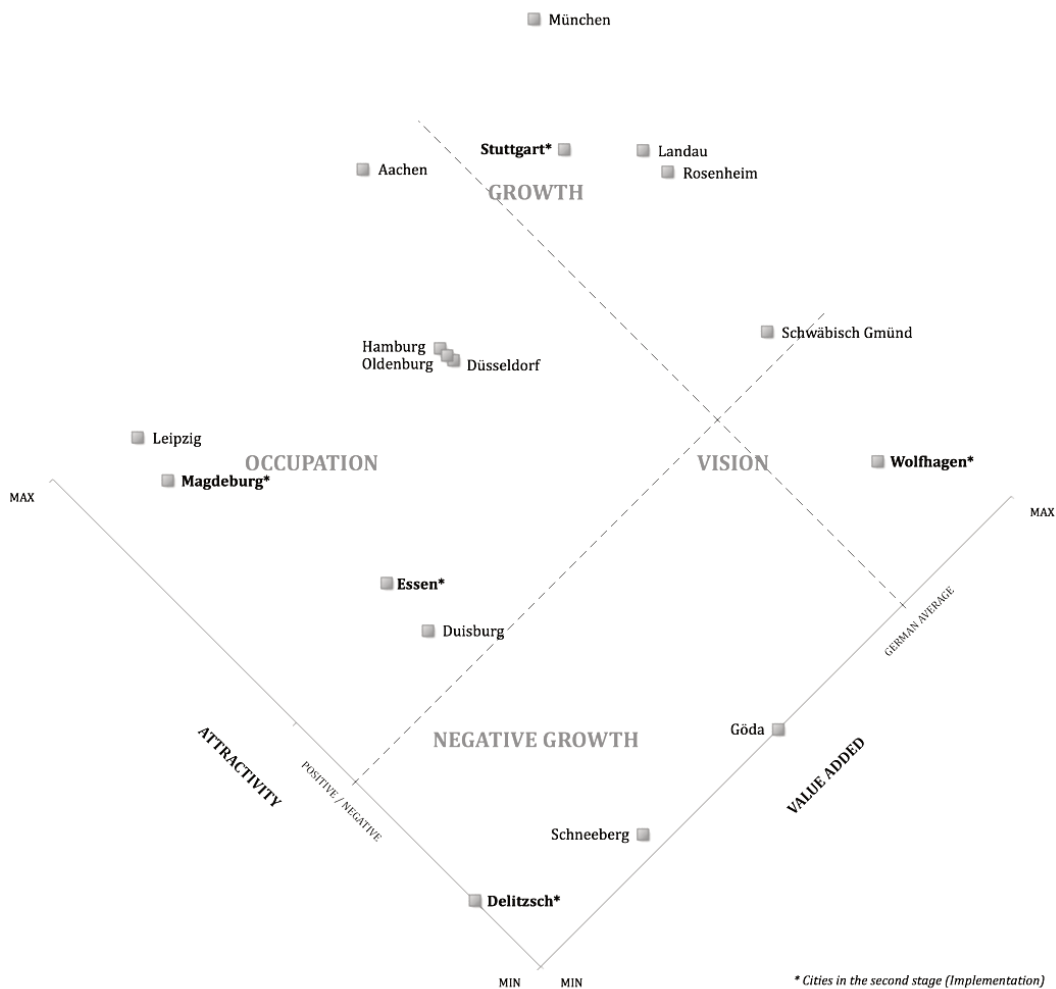 München
Stuttgart*
Landau
Aachen
Rosenheim
GROWTH
Schwäbisch Gmünd
Hamburg
Oldenburg
Düsseldorf
Leipzig
OCCUPATION
VISION
Wolfhagen*
Magdeburg*
MAX
MAX
Essen*
GERMAN AVERAGE
Duisburg
Göda
NEGATIVE GROWTH
ATTRACTIVITY
VALUE ADDED
POSITIVE / NEGATIVE
Schneeberg
Delitzsch*
MIN
MIN
* Cities in the second stage (Implementation)